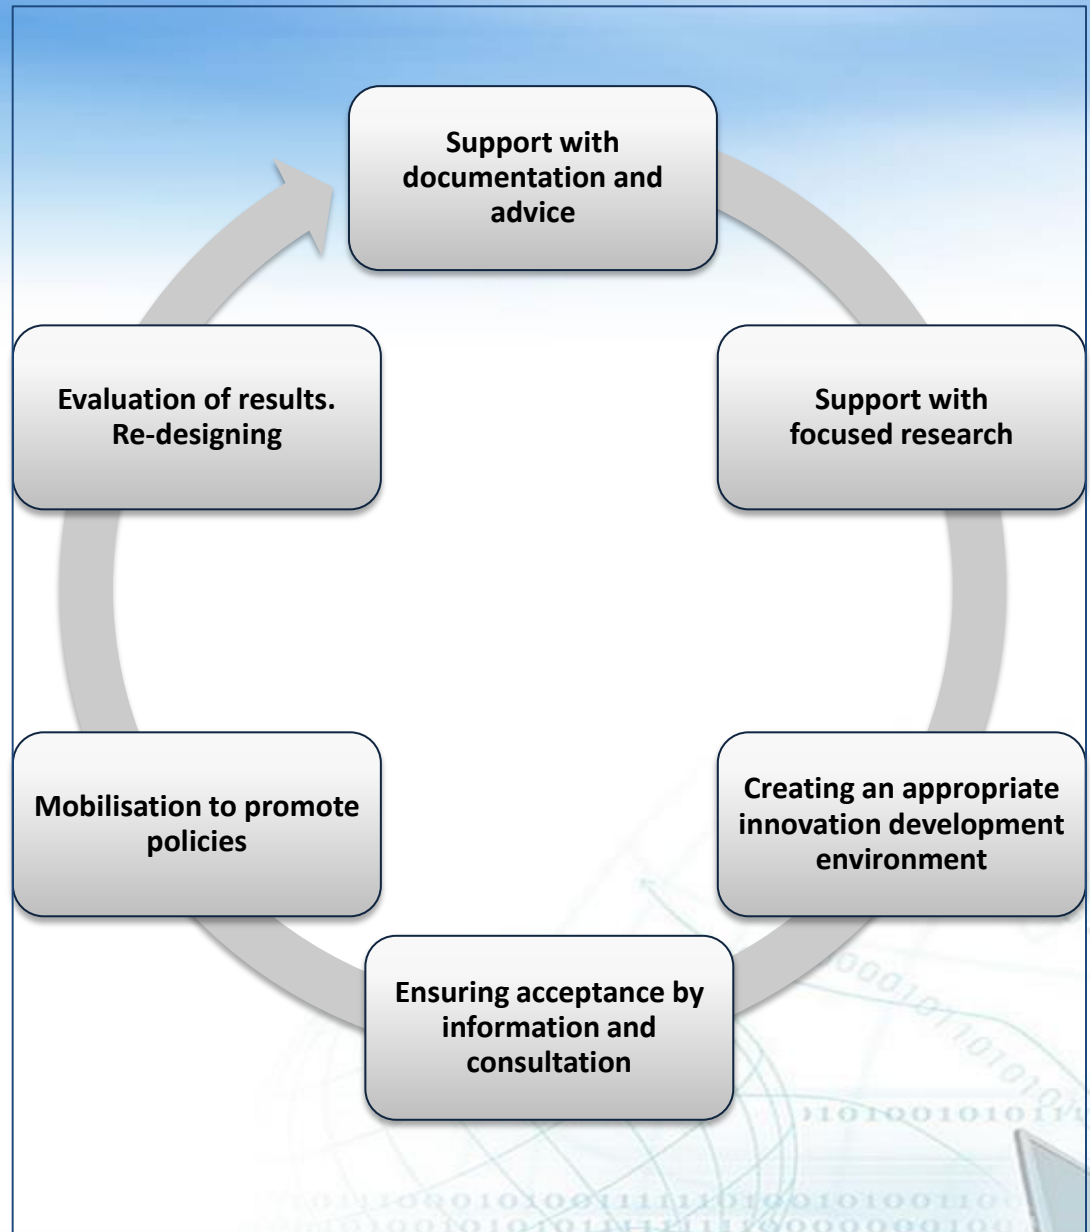 Support with
documentation and
advice
Support with
focused research
Creating an appropriate
innovation development
environment
Ensuring acceptance by
information and
consultation
Mobilisation to promote
policies
Evaluation of results.
Re-designing